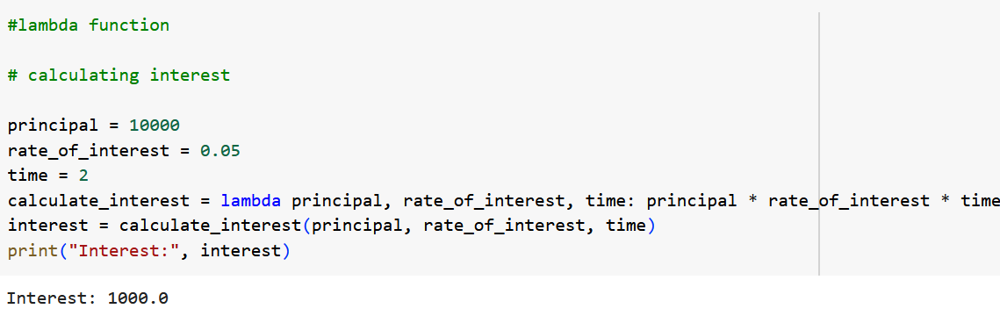 #lambda function
# calculating interest
principal = 10000
rate_of_interest = 0.05
time = 2
calculate_interest = lambda principal, rate_of_interest, time: principal * rate_of_interest * time
interest = calculate_interest(principal, rate_of_interest, time)
print("Interest:", interest)
Interest: 1000.0